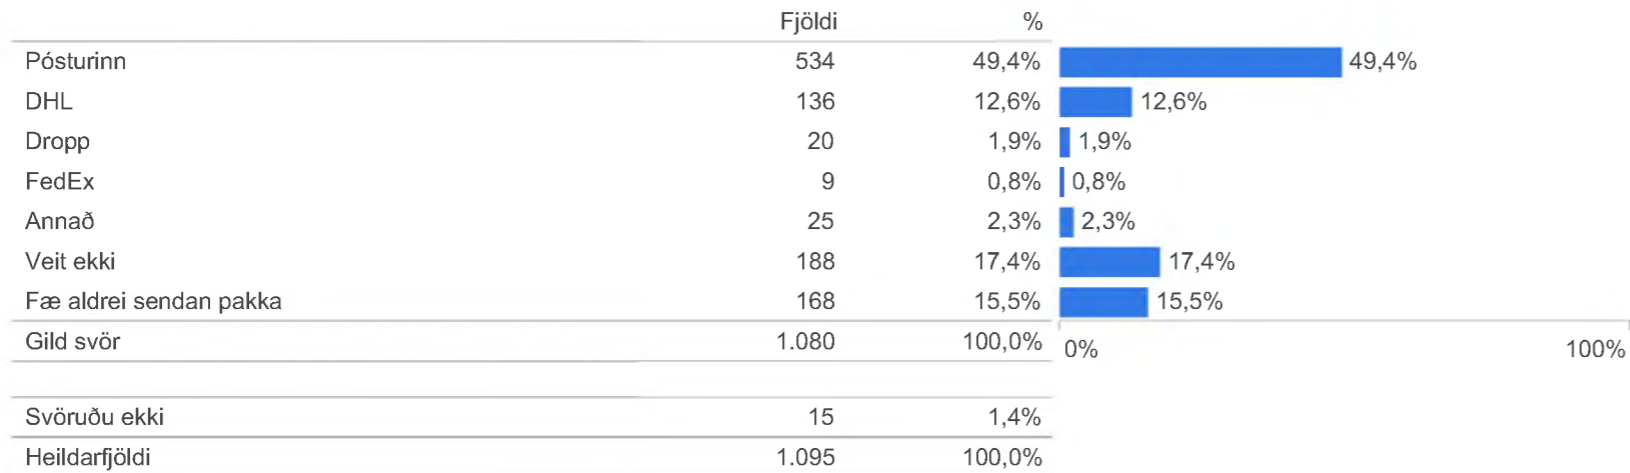 Fjöldi %
Pósturinn 534 49,4% 49,4%
DHL 136 12,6% 12,6%
Dropp 20 1,9% 1,9%
FedEx 9 0,8% 0,8%
Annað 25 2,3% 2,3%
Veit ekki 188 17,4% 17,4%
Fæ aldrei sendan pakka 168 15,5% 15,5%
Gild svör 1.080 100,0% 0% 100%
Svöruðu ekki 15 1,4%
Heildarfjöldi 1.095 100,0%